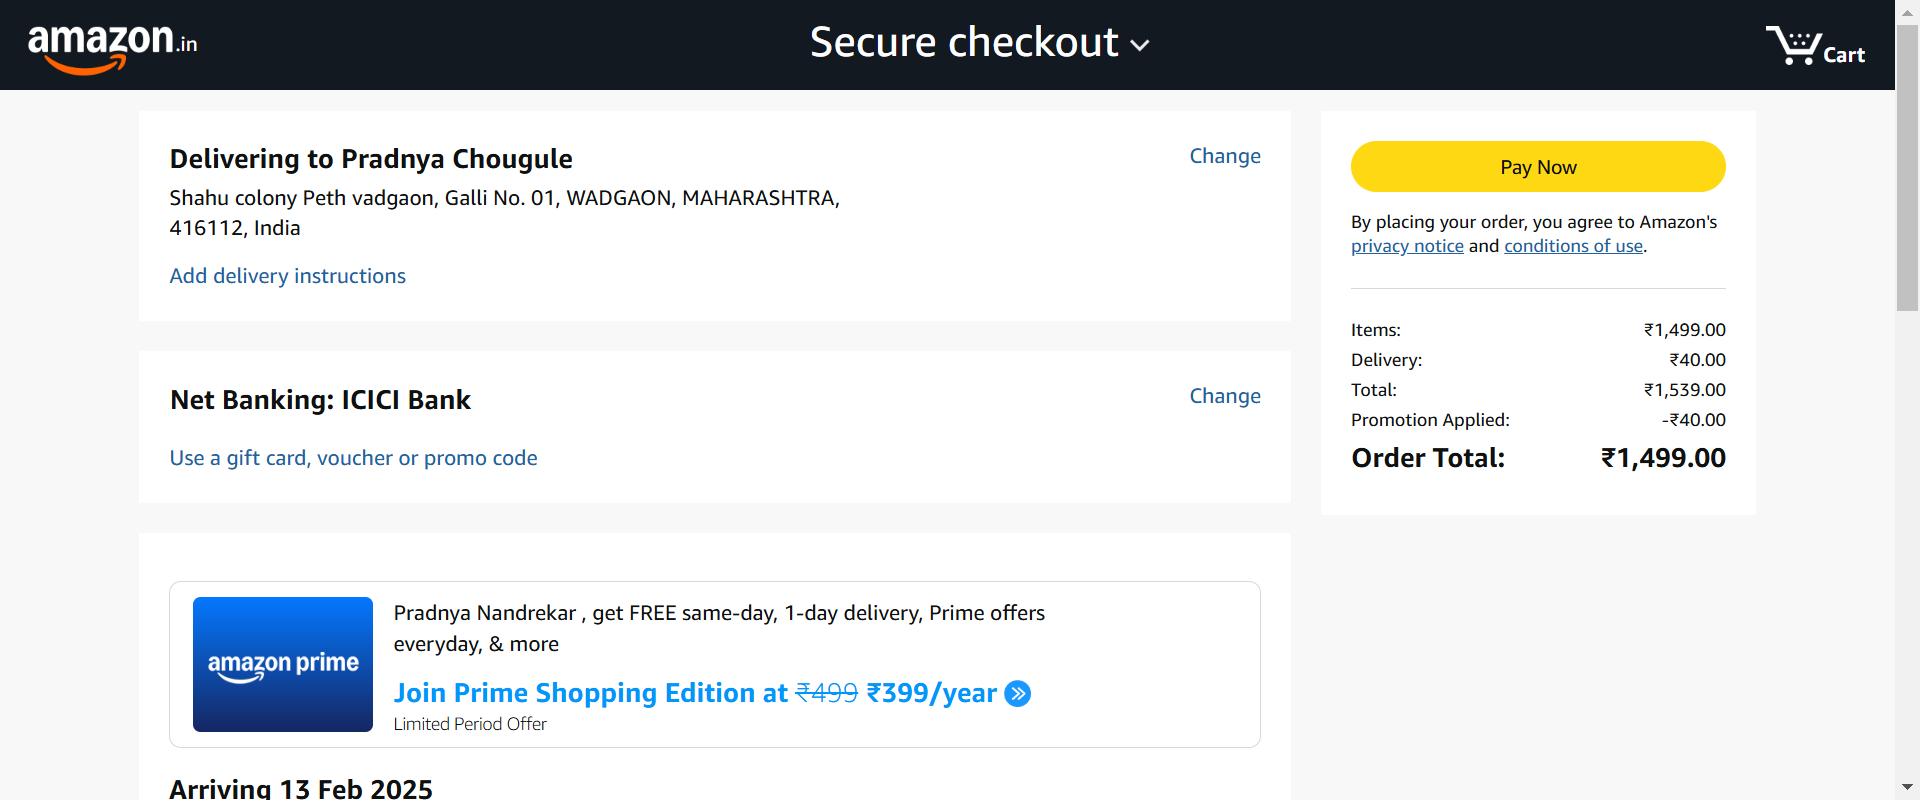 amazon.in
Secure checkout
Cart
Delivering to Pradnya Chougule
Change
Shahu colony Peth vadgaon, Galli No. 01, WADGAON, MAHARASHTRA,
416112, India
Add delivery instructions
Net Banking: ICICI Bank
Change
Use a gift card, voucher or promo code
amazon prime
Pradnya Nandrekar , get FREE same-day, 1-day delivery, Prime offers
everyday, & more
Join Prime Shopping Edition at ₹499 ₹399/year
Limited Period Offer
Arriving 13 Feb 2025
Pay Now
By placing your order, you agree to Amazon's
privacy notice and conditions of use.
Items: ₹1,499.00
Delivery: ₹40.00
Total: ₹1,539.00
Promotion Applied: -₹40.00
Order Total: ₹1,499.00